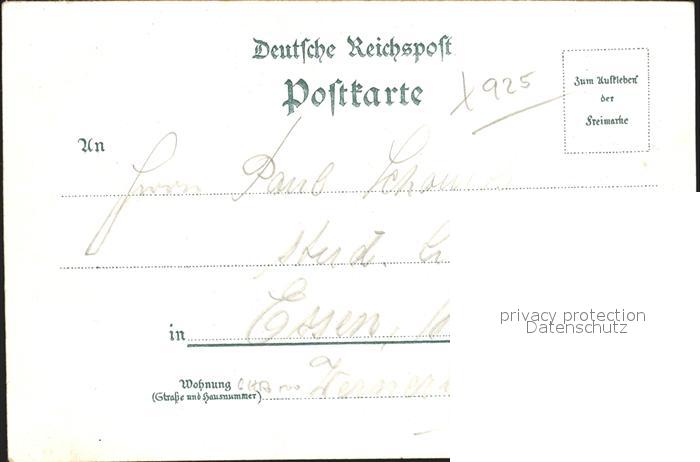 Deutsche Reichspost
Postkarte
X 925
Zum Aufkleben
der
Freimarke
An
Herrn Paul
stud.
in Essen,
Wohnung
(Straße und Hausnummer)
privacy protection
Datenschutz